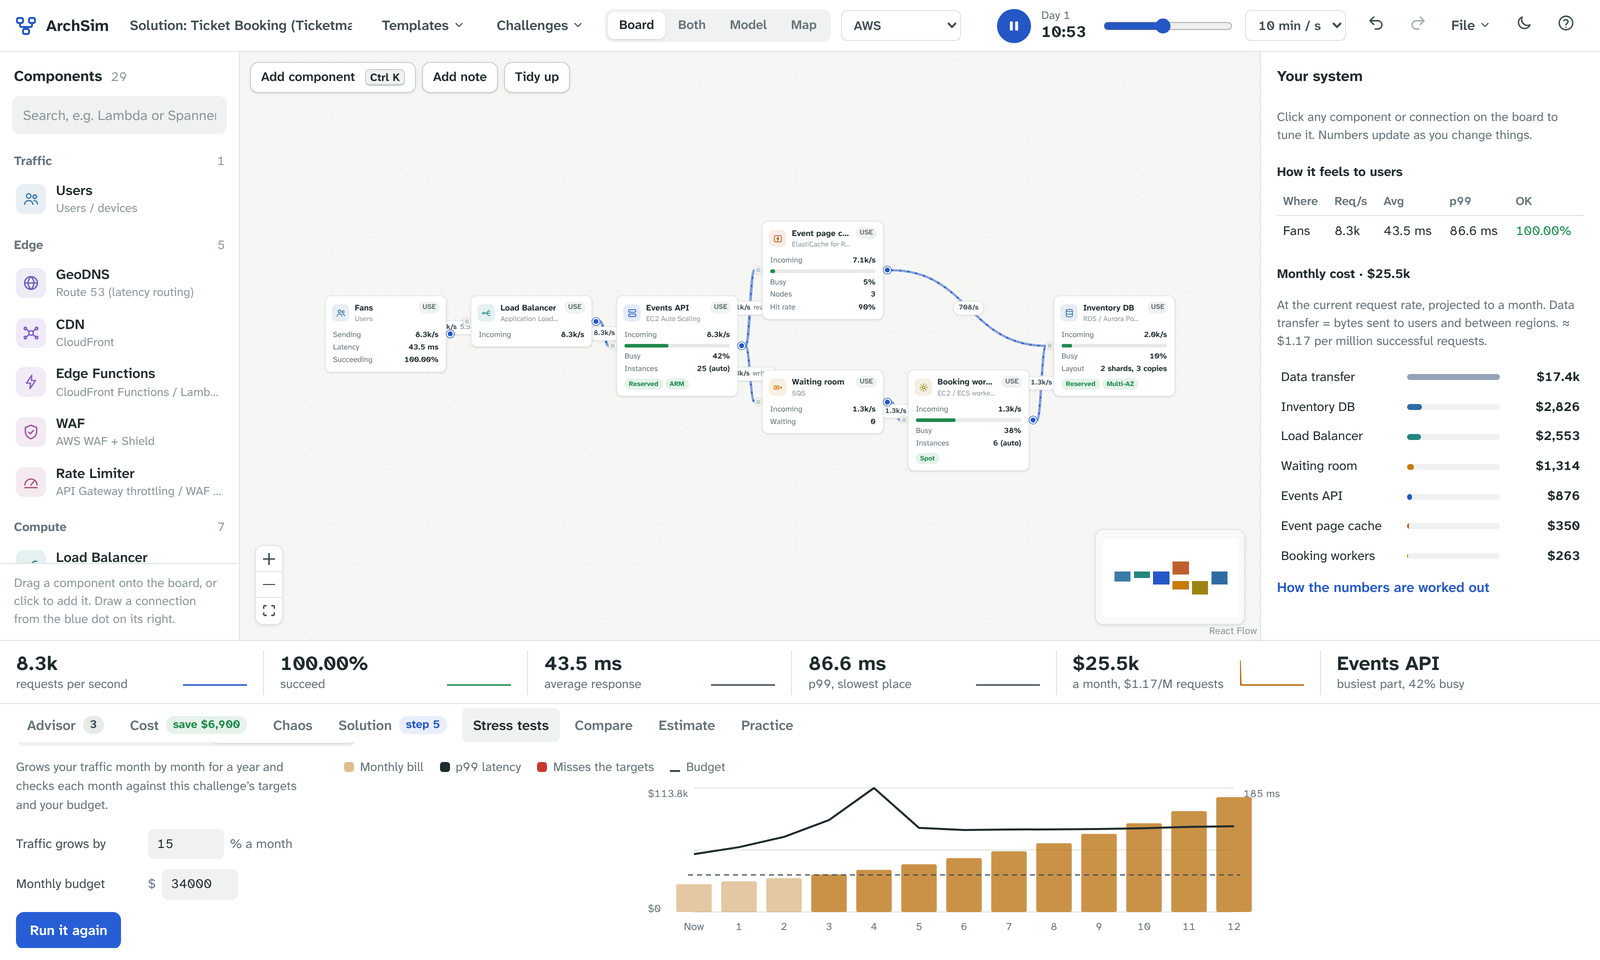 ArchSim
Solution: Ticket Booking (Ticketma
Templates
Challenges
Board
Both
Model
Map
AWS
Day 1
10:53
10 min / s
File
Components 29
Search, e.g. Lambda or Spanner
Traffic 1
Users
Users / devices
Edge 5
GeoDNS
Route 53 (latency routing)
CDN
CloudFront
Edge Functions
CloudFront Functions / Lamb...
WAF
AWS WAF + Shield
Rate Limiter
API Gateway throttling / WAF ...
Compute 7
Load Balancer
Drag a component onto the board, or
click to add it. Draw a connection
from the blue dot on its right.
Add component Ctrl K
Add note
Tidy up
Fans USE
Users
Sending 8.3k/s
Latency 43.5 ms
Succeeding 100.00%
Load Balancer USE
Application Load...
Incoming 8.3k/s
8.3k/s
Events API USE
EC2 Auto Scaling
Incoming 8.3k/s
Busy 42%
Instances 25 (auto)
Reserved ARM
Event page c... USE
ElastiCache for R...
Incoming 7.1k/s
Busy 5%
Nodes 3
Hit rate 90%
Waiting room USE
SQS
Incoming 1.3k/s
Waiting 0
1.3k/s
Booking wor... USE
EC2 / ECS worke...
Incoming 1.3k/s
Busy 38%
Instances 6 (auto)
Spot
708/s
1.3k/s
Inventory DB USE
RDS / Aurora Po...
Incoming 2.0k/s
Busy 10%
Layout 2 shards, 3 copies
Reserved Multi-AZ
React Flow
Your system
Click any component or connection on the board to
tune it. Numbers update as you change things.
How it feels to users
Where Req/s Avg p99 OK
Fans 8.3k 43.5 ms 86.6 ms 100.00%
Monthly cost · $25.5k
At the current request rate, projected to a month. Data
transfer = bytes sent to users and between regions. ≈
$1.17 per million successful requests.
Data transfer $17.4k
Inventory DB $2,826
Load Balancer $2,553
Waiting room $1,314
Events API $876
Event page cache $350
Booking workers $263
How the numbers are worked out
8.3k
requests per second
100.00%
succeed
43.5 ms
average response
86.6 ms
p99, slowest place
$25.5k
a month, $1.17/M requests
Events API
busiest part, 42% busy
Advisor 3
Cost save $6,900
Chaos
Solution step 5
Stress tests
Compare
Estimate
Practice
Grows your traffic month by month for a year and
checks each month against this challenge's targets
and your budget.
Traffic grows by 15 % a month
Monthly budget $ 34000
Run it again
Monthly bill
p99 latency
Misses the targets
Budget
$113.8k
185 ms
$0
Now 1 2 3 4 5 6 7 8 9 10 11 12